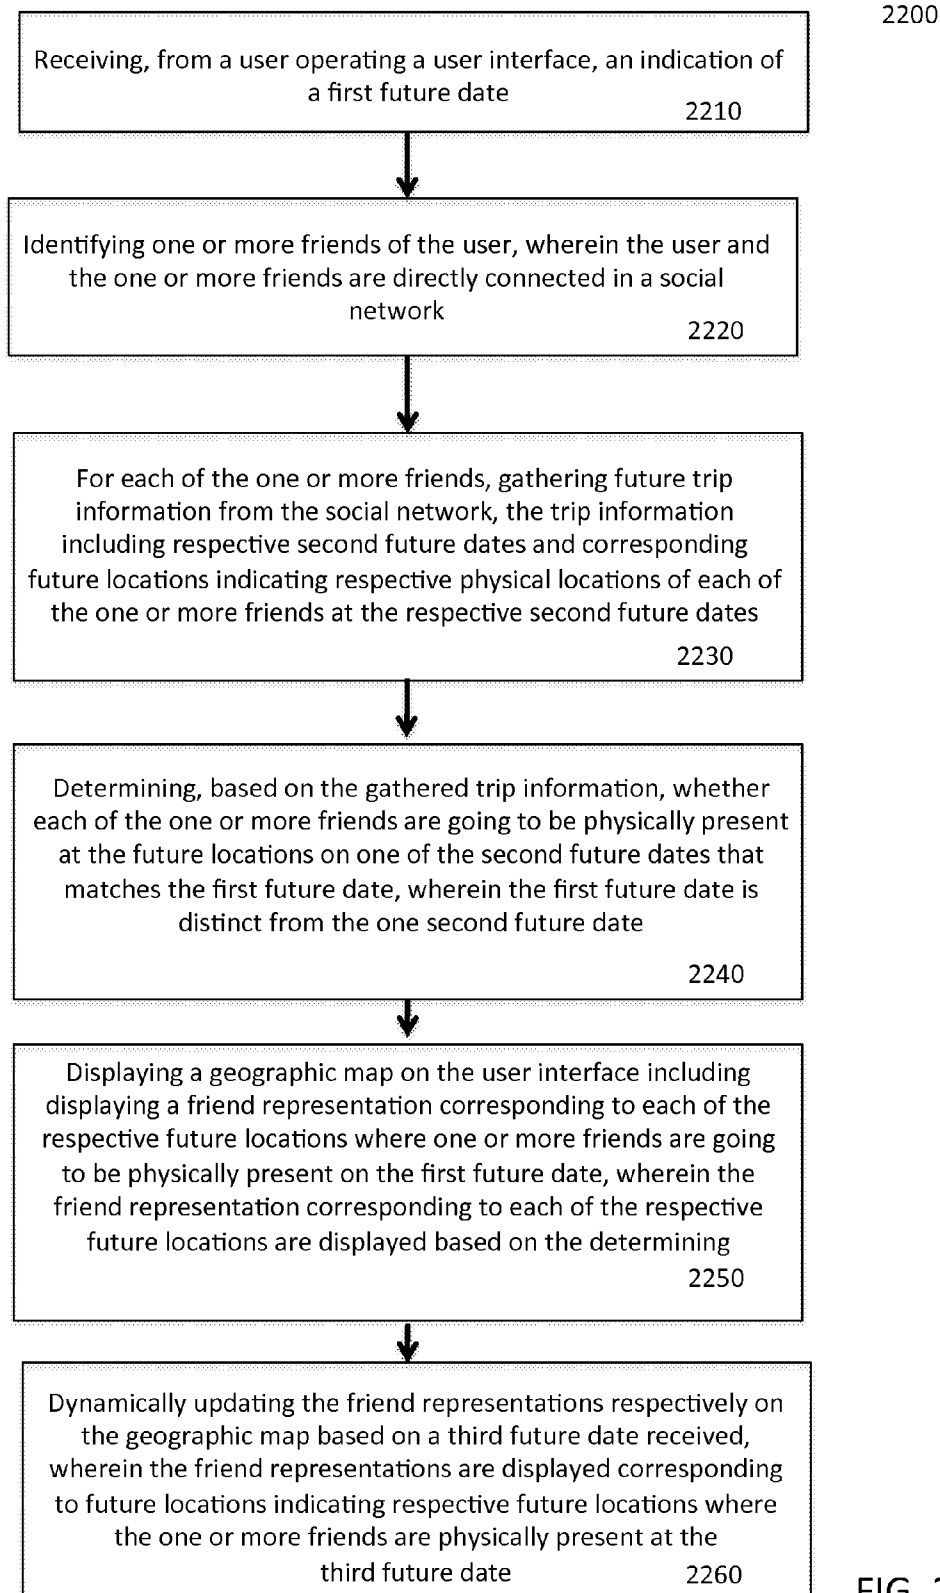 2200
Receiving, from a user operating a user interface, an indication of
a first future date
2210
Identifying one or more friends of the user, wherein the user and
the one or more friends are directly connected in a social
network
2220
For each of the one or more friends, gathering future trip
information from the social network, the trip information
including respective second future dates and corresponding
future locations indicating respective physical locations of each of
the one or more friends at the respective second future dates
2230
Determining, based on the gathered trip information, whether
each of the one or more friends are going to be physically present
at the future locations on one of the second future dates that
matches the first future date, wherein the first future date is
distinct from the one second future date
2240
Displaying a geographic map on the user interface including
displaying a friend representation corresponding to each of the
respective future locations where one or more friends are going
to be physically present on the first future date, wherein the
friend representation corresponding to each of the respective
future locations are displayed based on the determining
2250
Dynamically updating the friend representations respectively on
the geographic map based on a third future date received,
wherein the friend representations are displayed corresponding
to future locations indicating respective future locations where
the one or more friends are physically present at the
third future date 2260
FIG.